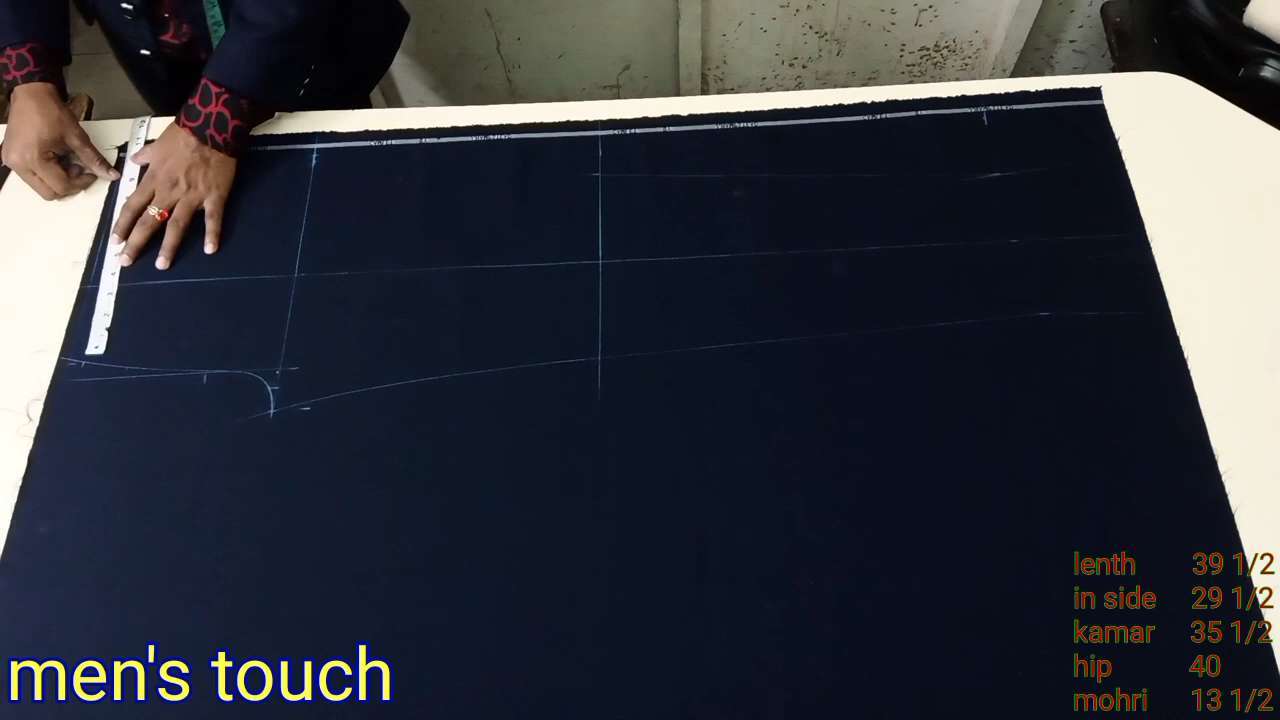 lenth 39 1/2
in side 29 1/2
kamar 35 1/2
hip 40
mohri 13 1/2
men's touch